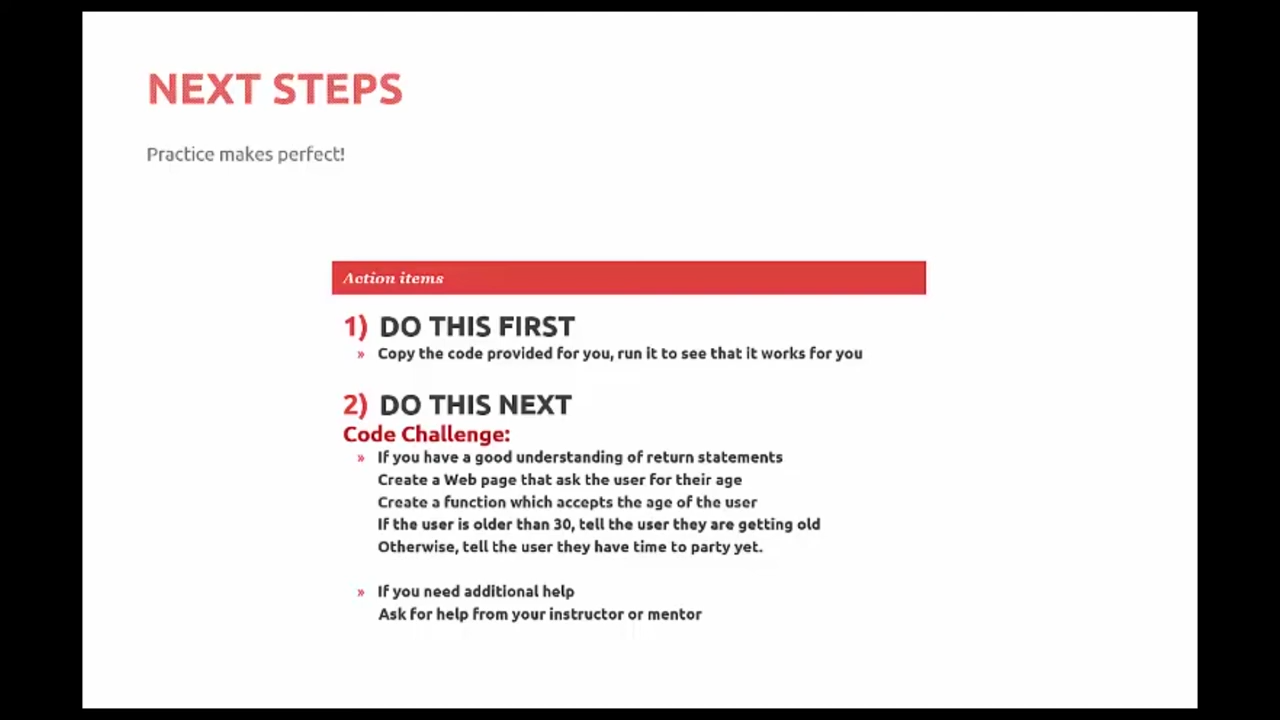 NEXT STEPS
Practice makes perfect!
Action items
1) DO THIS FIRST
» Copy the code provided for you, run it to see that it works for you
2) DO THIS NEXT
Code Challenge:
» If you have a good understanding of return statements
Create a Web page that ask the user for their age
Create a function which accepts the age of the user
If the user is older than 30, tell the user they are getting old
Otherwise, tell the user they have time to party yet.
» If you need additional help
Ask for help from your instructor or mentor